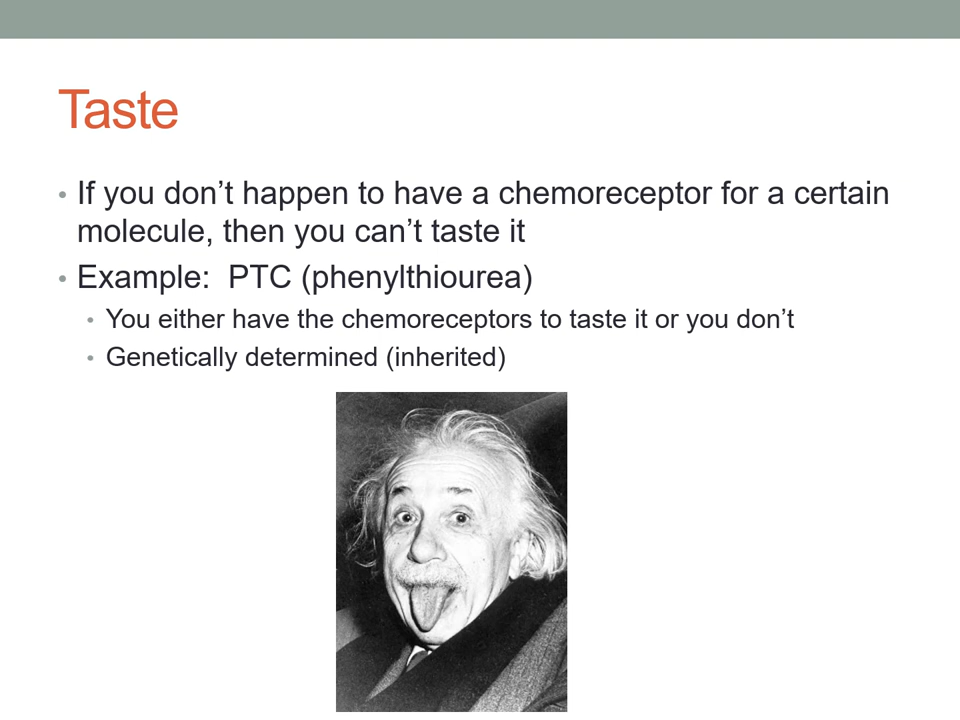 Taste
• If you don’t happen to have a chemoreceptor for a certain
molecule, then you can’t taste it
• Example:  PTC (phenylthiourea)
• You either have the chemoreceptors to taste it or you don’t
• Genetically determined (inherited)